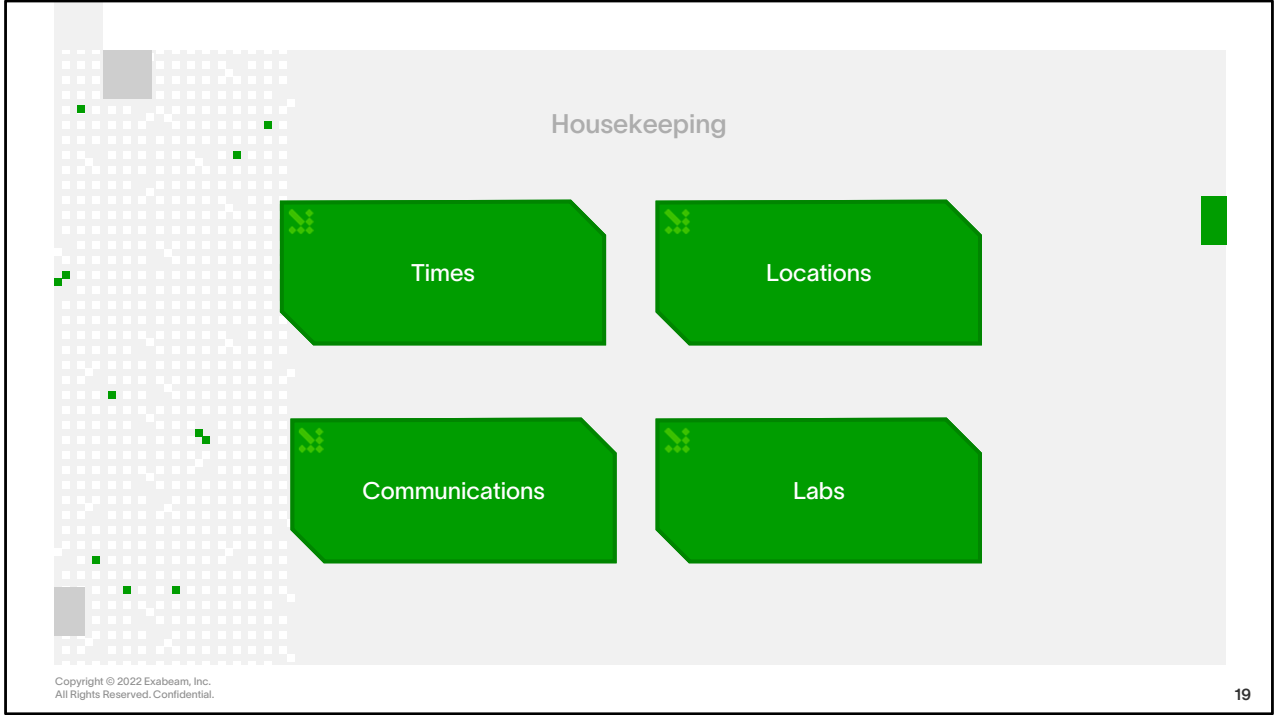 Housekeeping
Times
Locations
Communications
Labs
Copyright © 2022 Exabeam, Inc.
All Rights Reserved. Confidential.
19